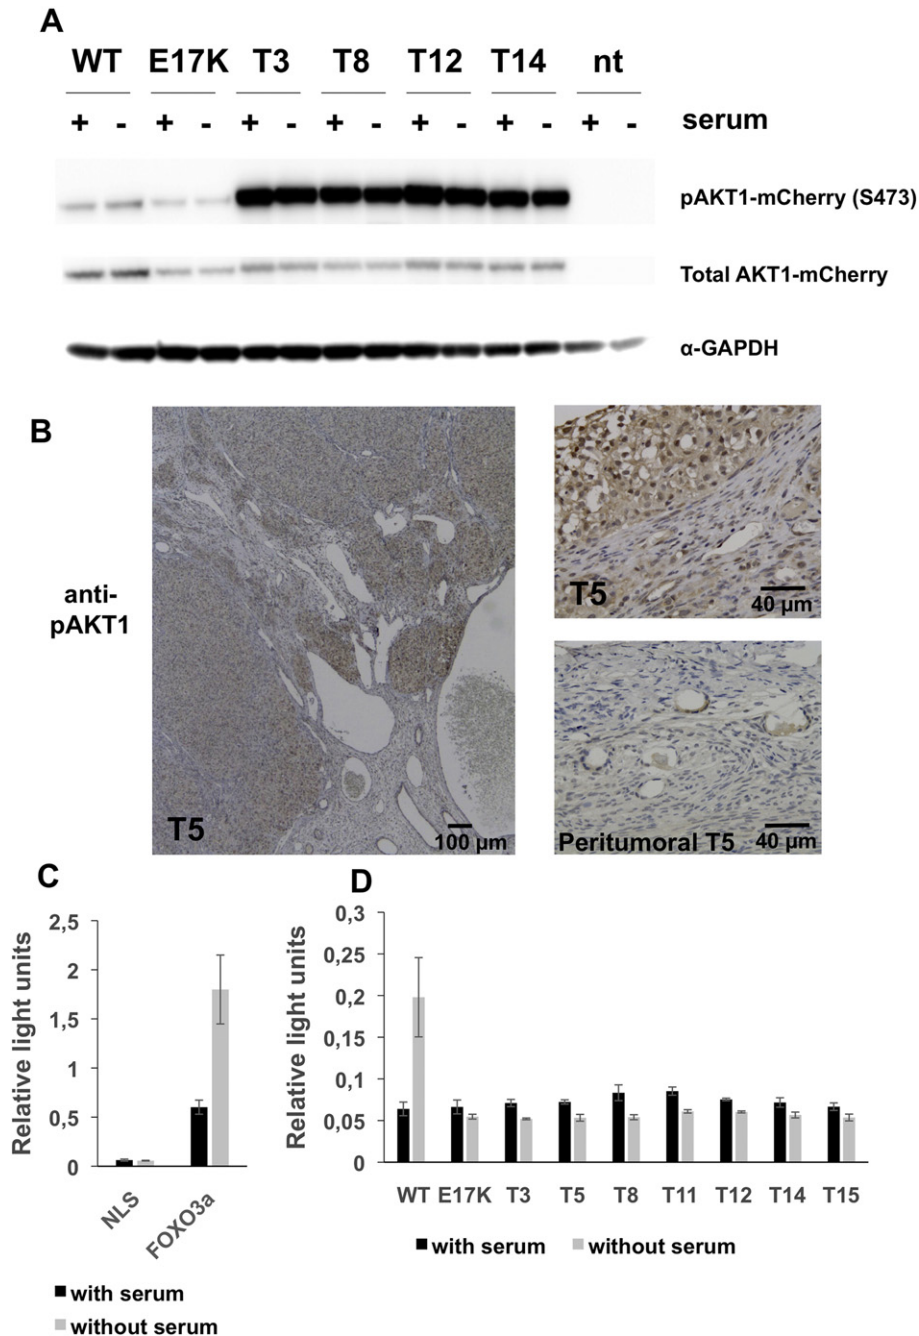 A
WT E17K T3 T8 T12 T14 nt
+ - + - + - + - + - + - + - serum
pAKT1-mCherry (S473)
Total AKT1-mCherry
α-GAPDH
B
anti-
pAKT1
T5
100 µm
T5
40 µm
Peritumoral T5
40 µm
C
Relative light units
2,5
2
1,5
1
0,5
0
NLS
FOXO3a
with serum
without serum
D
Relative light units
0,3
0,25
0,2
0,15
0,1
0,05
0
WT E17K T3 T5 T8 T11 T12 T14 T15
with serum without serum